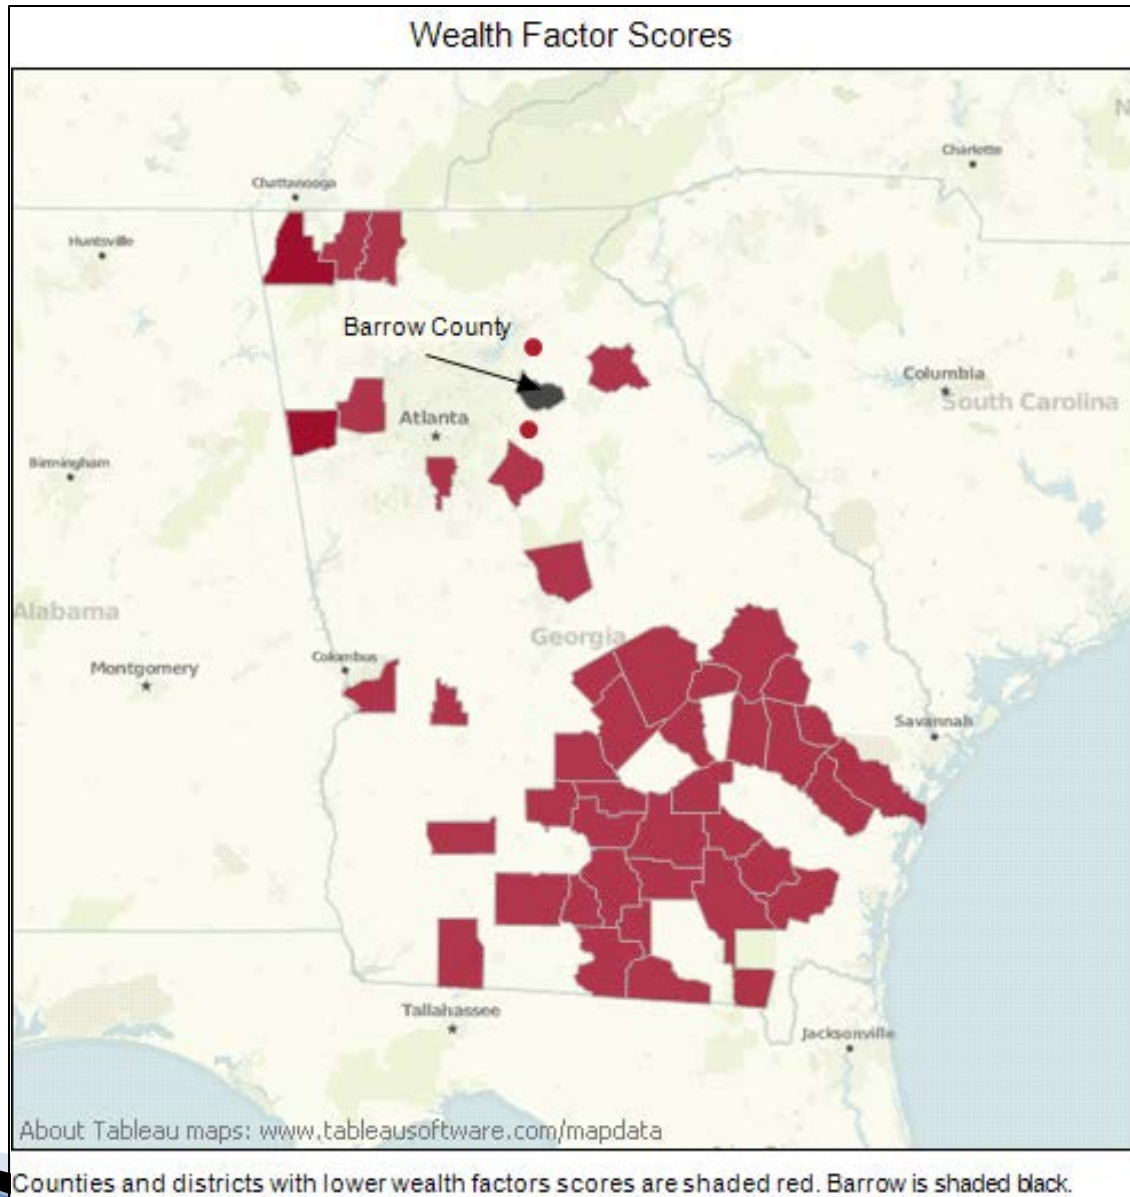 Wealth Factor Scores
N
Charlotte
Chattanooga
Huntsville
Barrow County
Columbia
South Carolina
Atlanta
Birmingham
Alabama
Georgia
Columbus
Montgomery
Savannah
Tallahassee
Jacksonville
About Tableau maps: www.tableausoftware.com/mapdata
Counties and districts with lower wealth factors scores are shaded red. Barrow is shaded black.